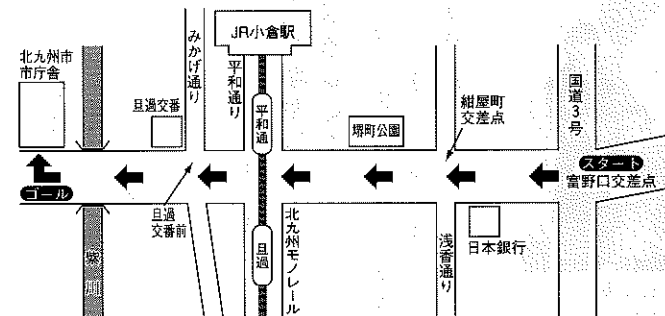 JR小倉駅
北九州市
市庁舎
みかげ通り
平和通り
国道3号
旦過交番
平和通
堺町公園
紺屋町
交差点
スタート
富野口交差点
ゴール
旦過
交番前
旦過
北九州モノレール
浅香通り
日本銀行
紫川